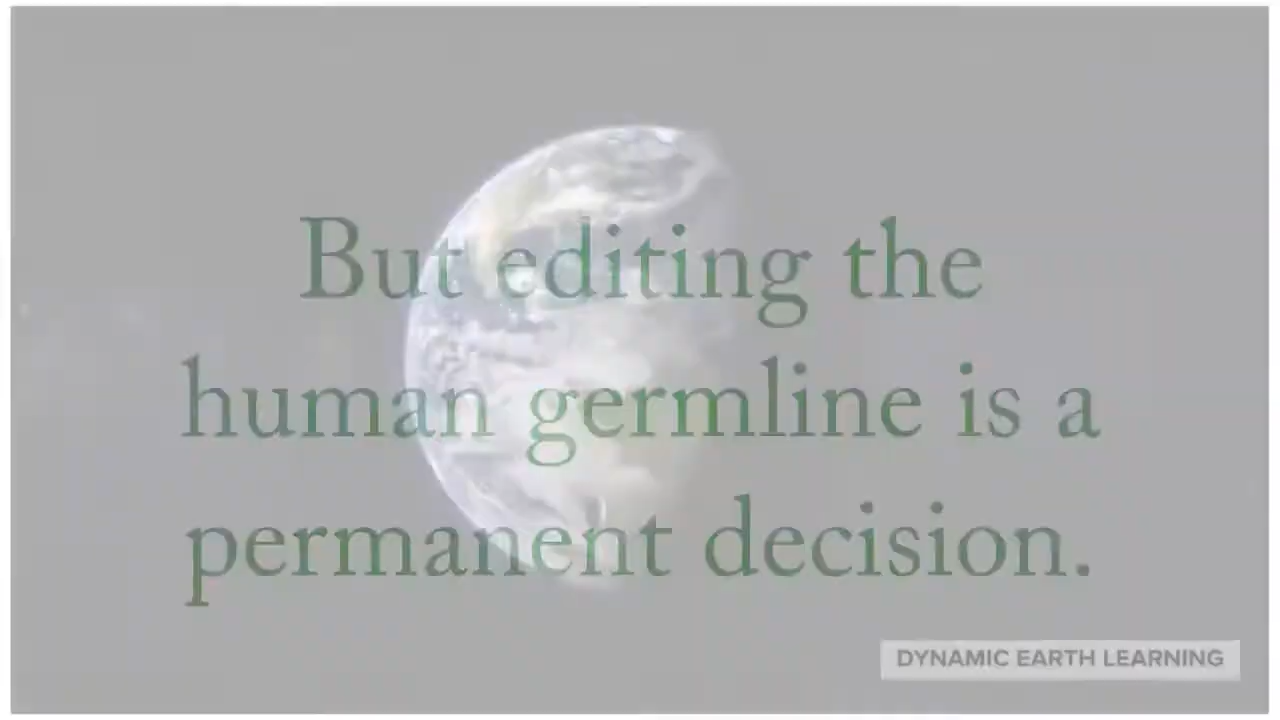 But editing the
human germline is a
permanent decision.
DYNAMIC EARTH LEARNING